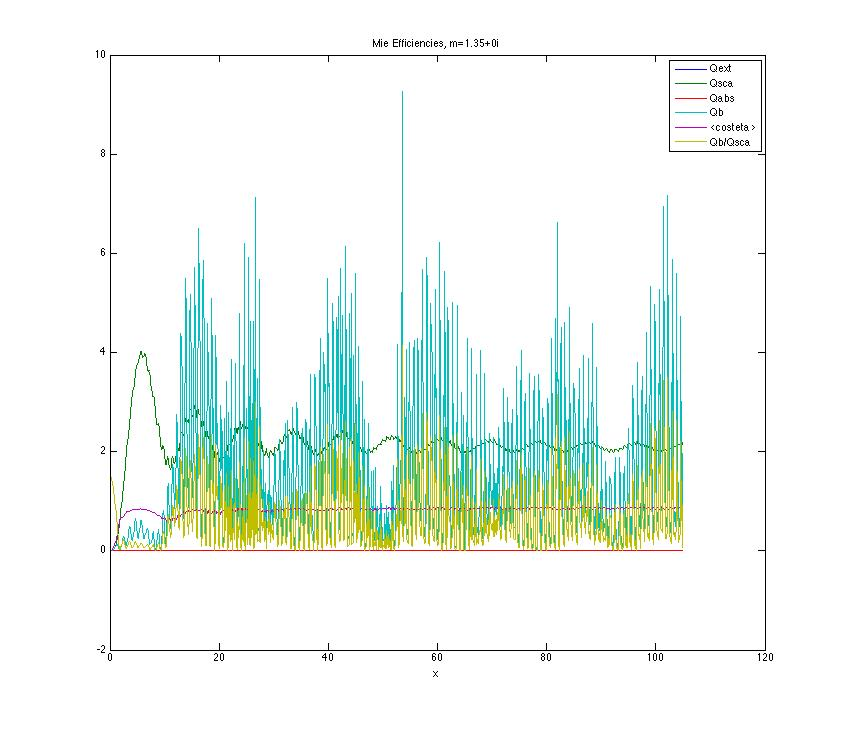 Mie Efficiencies, m=1.35+0i
10
8
6
4
2
0
-2
Qext
Qsca
Qabs
Qb
<costeta>
Qb/Qsca
0 20 40 60 80 100 120
x